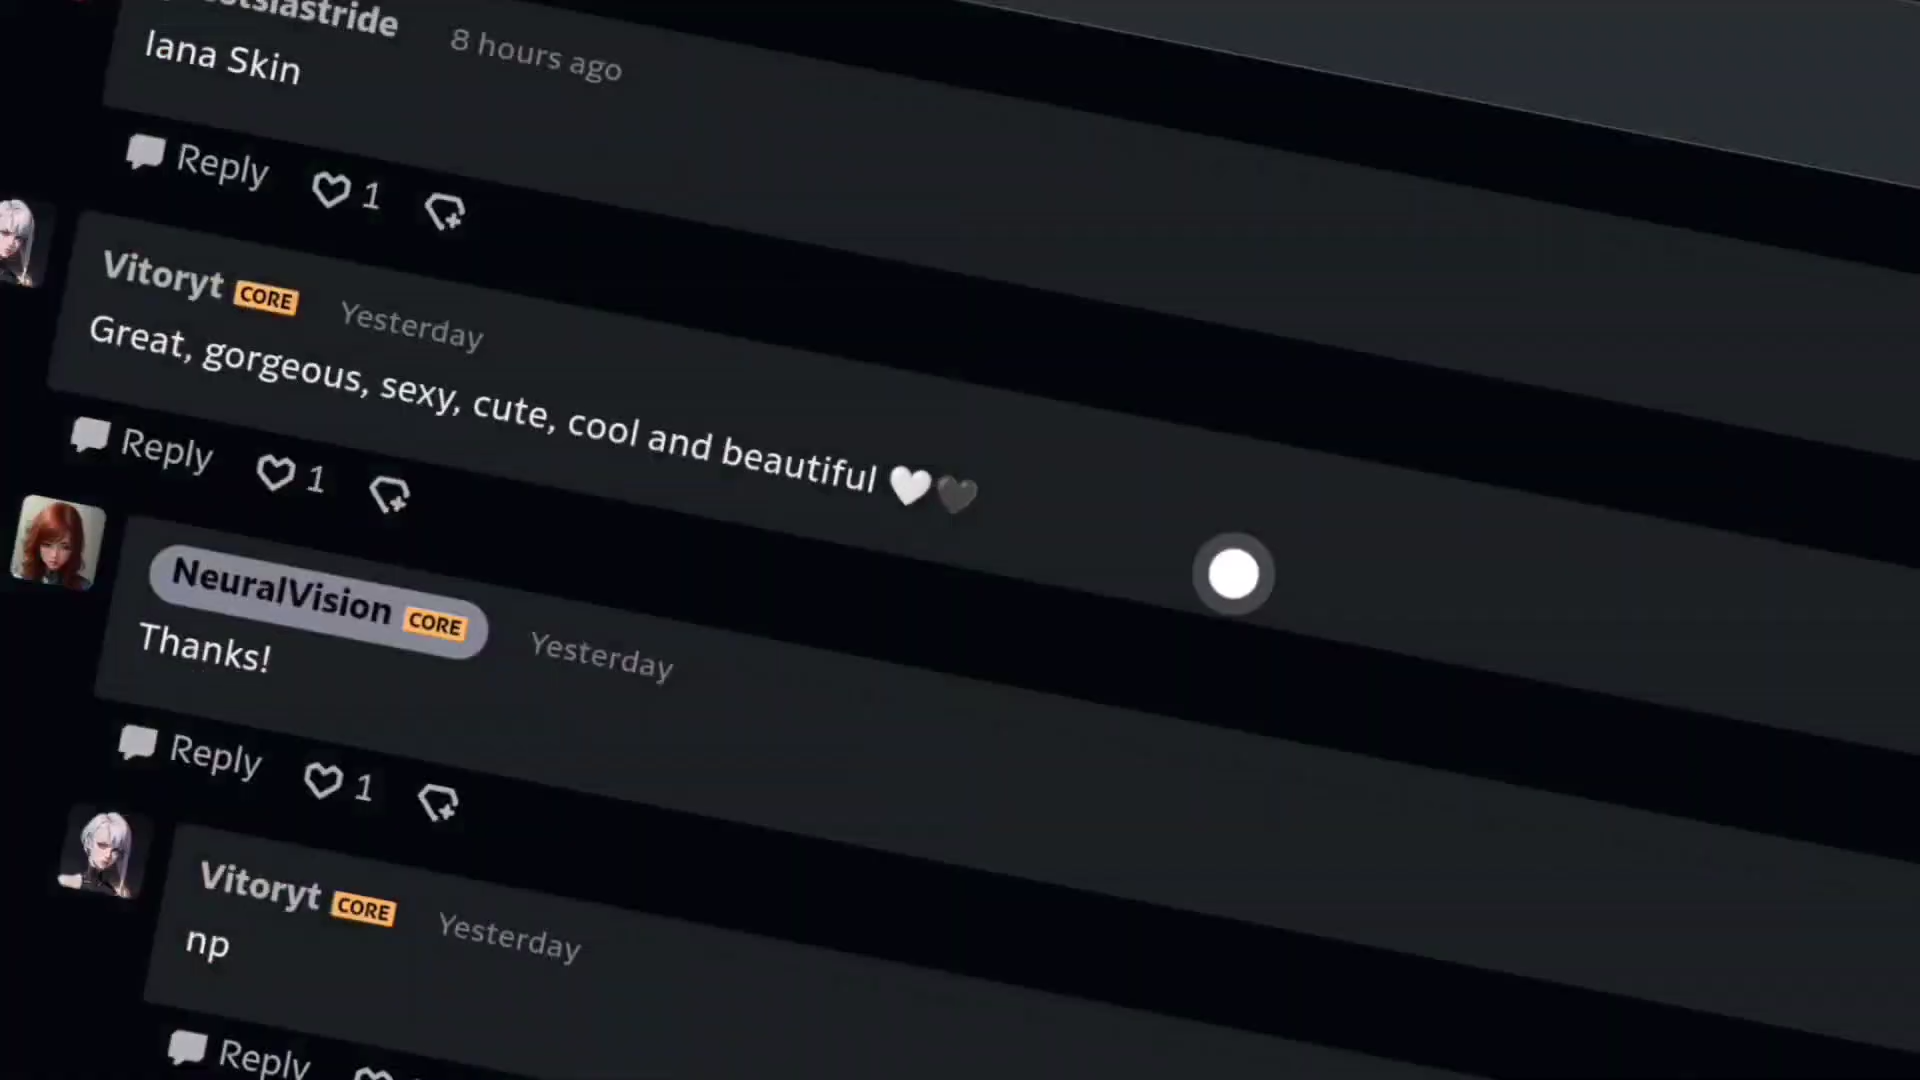 8 hours ago
lana Skin
Reply 1
Vitoryt CORE Yesterday
Great, gorgeous, sexy, cute, cool and beautiful 🤍🖤
Reply 1
NeuralVision CORE Yesterday
Thanks!
Reply 1
Vitoryt CORE Yesterday
np
Reply